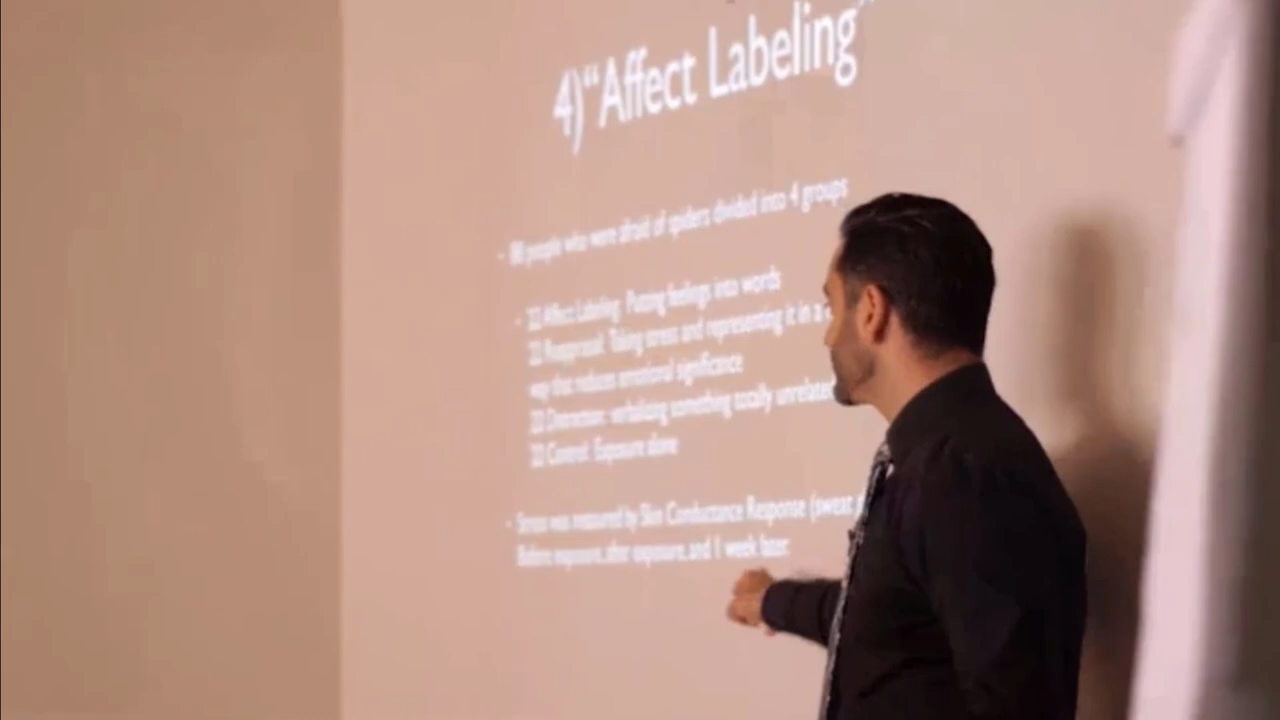 4)“Affect Labeling”
- 88 people who were afraid of spiders divided into 4 groups
- 22 Affect Labeling: Putting feelings into words
22 Reappraisal: Taking stress and representing it in a
way that reduces emotional significance
22 Distraction: verbalizing something totally unrelated
22 Control: Exposure alone
- Stress was measured by Skin Conductance Response (sweat
Before exposure, after exposure, and 1 week later